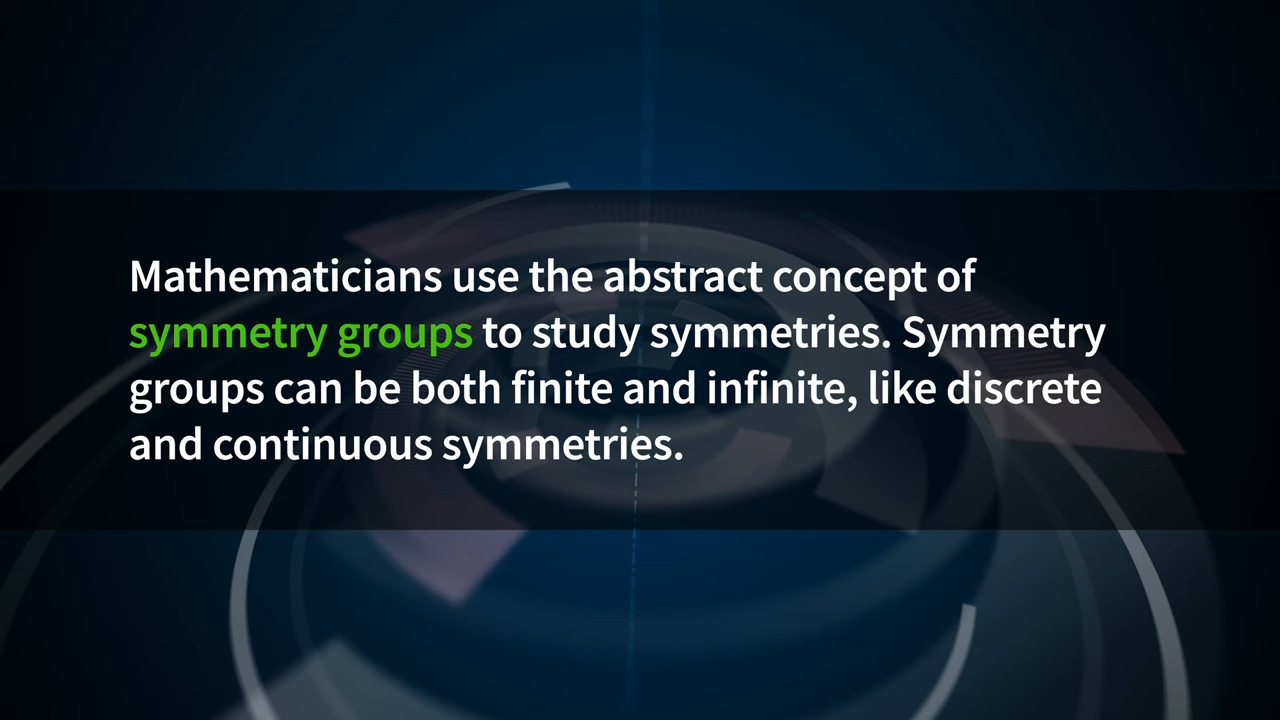 Mathematicians use the abstract concept of
symmetry groups to study symmetries. Symmetry
groups can be both finite and infinite, like discrete
and continuous symmetries.